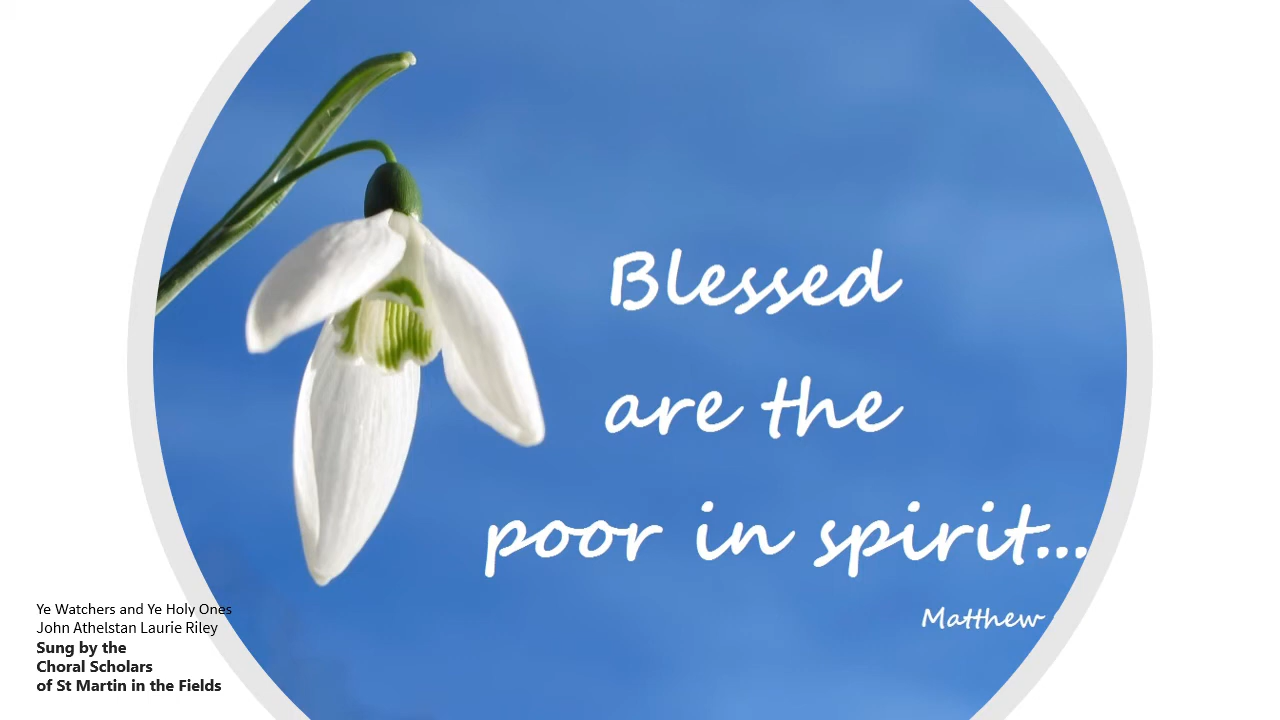 Blessed
are the
poor in spirit...
Matthew
Ye Watchers and Ye Holy Ones
John Athelstan Laurie Riley
Sung by the
Choral Scholars
of St Martin in the Fields